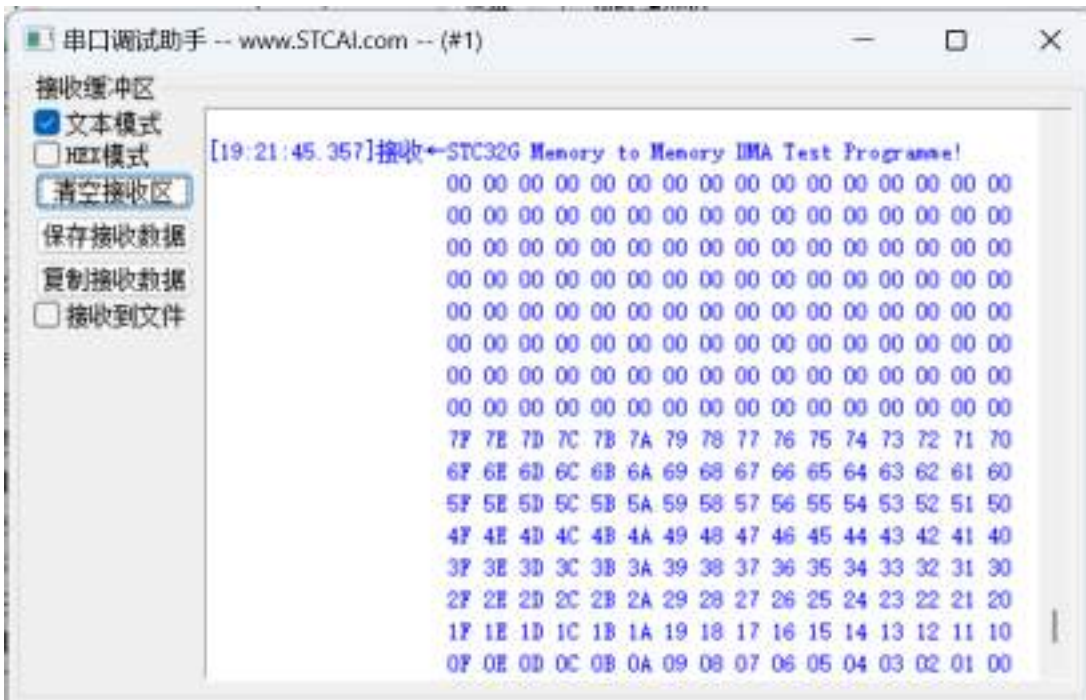 串口调试助手 -- www.STCAI.com -- (#1)
接收缓冲区
文本模式
HEX模式
清空接收区
保存接收数据
复制接收数据
接收到文件
[19:21:45.357]接收←STC32G Memory to Memory DMA Test Programme!
00 00 00 00 00 00 00 00 00 00 00 00 00 00 00 00
00 00 00 00 00 00 00 00 00 00 00 00 00 00 00 00
00 00 00 00 00 00 00 00 00 00 00 00 00 00 00 00
00 00 00 00 00 00 00 00 00 00 00 00 00 00 00 00
00 00 00 00 00 00 00 00 00 00 00 00 00 00 00 00
00 00 00 00 00 00 00 00 00 00 00 00 00 00 00 00
00 00 00 00 00 00 00 00 00 00 00 00 00 00 00 00
00 00 00 00 00 00 00 00 00 00 00 00 00 00 00 00
7F 7E 7D 7C 7B 7A 79 78 77 76 75 74 73 72 71 70
6F 6E 6D 6C 6B 6A 69 68 67 66 65 64 63 62 61 60
5F 5E 5D 5C 5B 5A 59 58 57 56 55 54 53 52 51 50
4F 4E 4D 4C 4B 4A 49 48 47 46 45 44 43 42 41 40
3F 3E 3D 3C 3B 3A 39 38 37 36 35 34 33 32 31 30
2F 2E 2D 2C 2B 2A 29 28 27 26 25 24 23 22 21 20
1F 1E 1D 1C 1B 1A 19 18 17 16 15 14 13 12 11 10
0F 0E 0D 0C 0B 0A 09 08 07 06 05 04 03 02 01 00